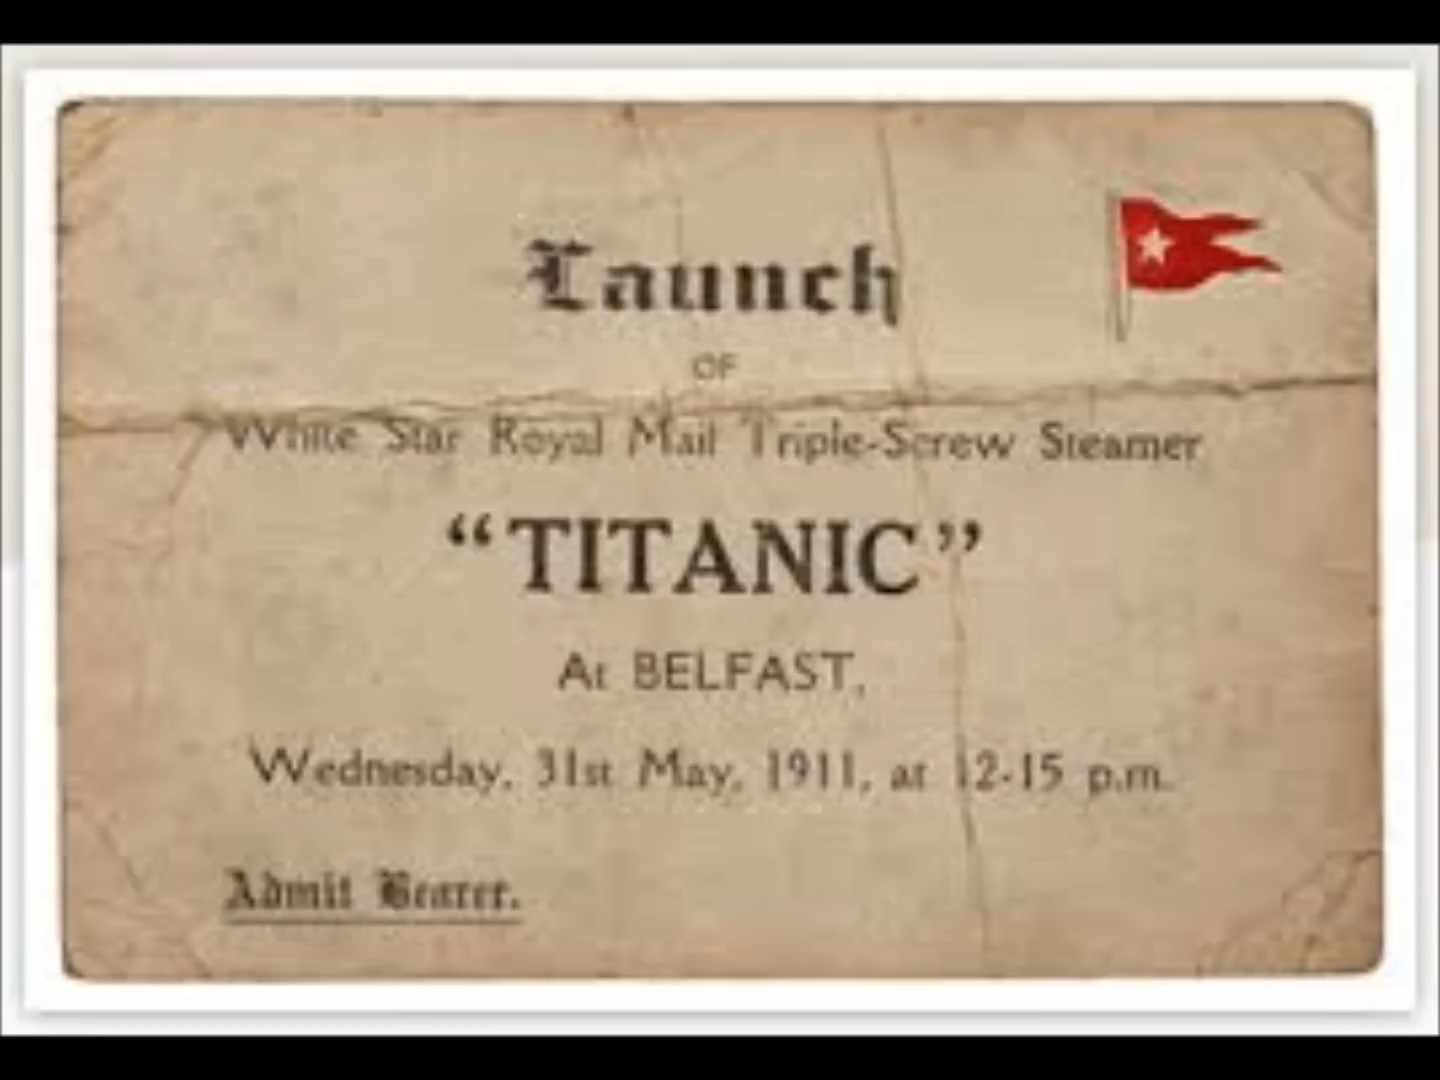 Launch
OF
White Star Royal Mail Triple-Screw Steamer
"TITANIC"
At BELFAST,
Wednesday, 31st May, 1911, at 12-15 p.m.
Admit Bearer.